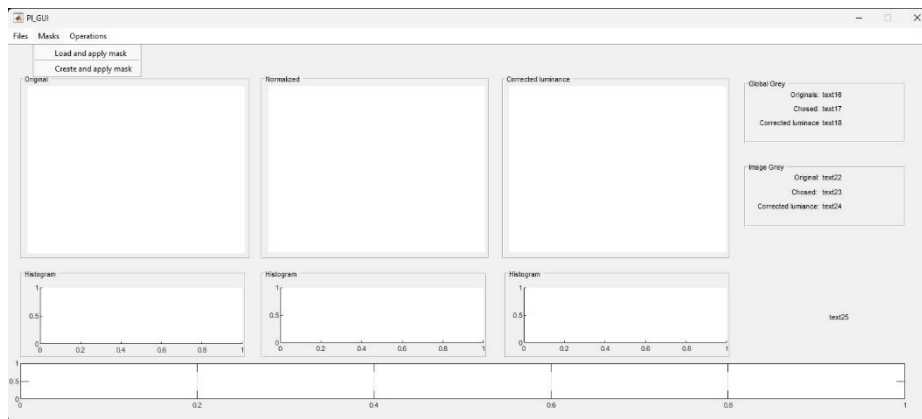 PI_GUI
Files Masks Operations
Load and apply mask
Create and apply mask
Original
Normalized
Corrected luminance
Global Grey
Originals: text16
Chosed: text17
Corrected luminace text18
Image Grey
Original: text22
Chosed: text23
Corrected lumiance: text24
Histogram
1
0.5
0
0 0.2 0.4 0.6 0.8 1
Histogram
1
0.5
0
0 0.2 0.4 0.6 0.8 1
Histogram
1
0.5
0
0 0.2 0.4 0.6 0.8 1
text25
1
0.5
0
0 0.2 0.4 0.6 0.8 1